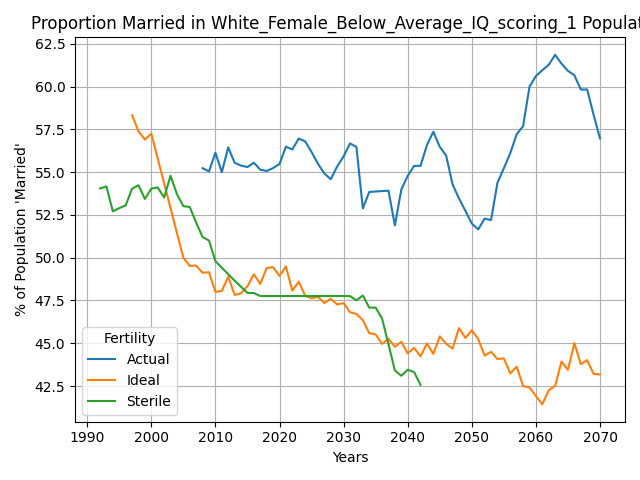 Proportion Married in White_Female_Below_Average_IQ_scoring_1 Populat
% of Population 'Married'
62.5
60.0
57.5
55.0
52.5
50.0
47.5
45.0
42.5
Fertility
Actual
Ideal
Sterile
1990 2000 2010 2020 2030 2040 2050 2060 2070
Years